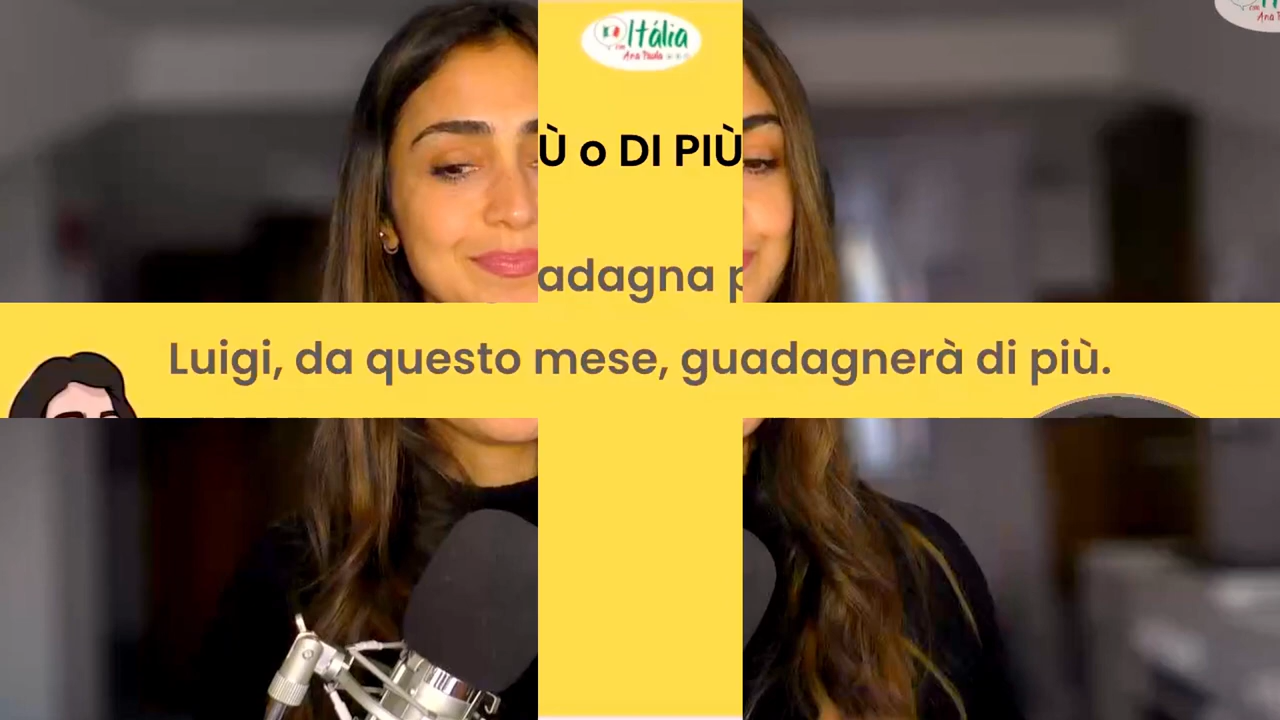 Itália
Ana Paula
Ù o DI PIÙ
adagna p
Luigi, da questo mese, guadagnerà di più.